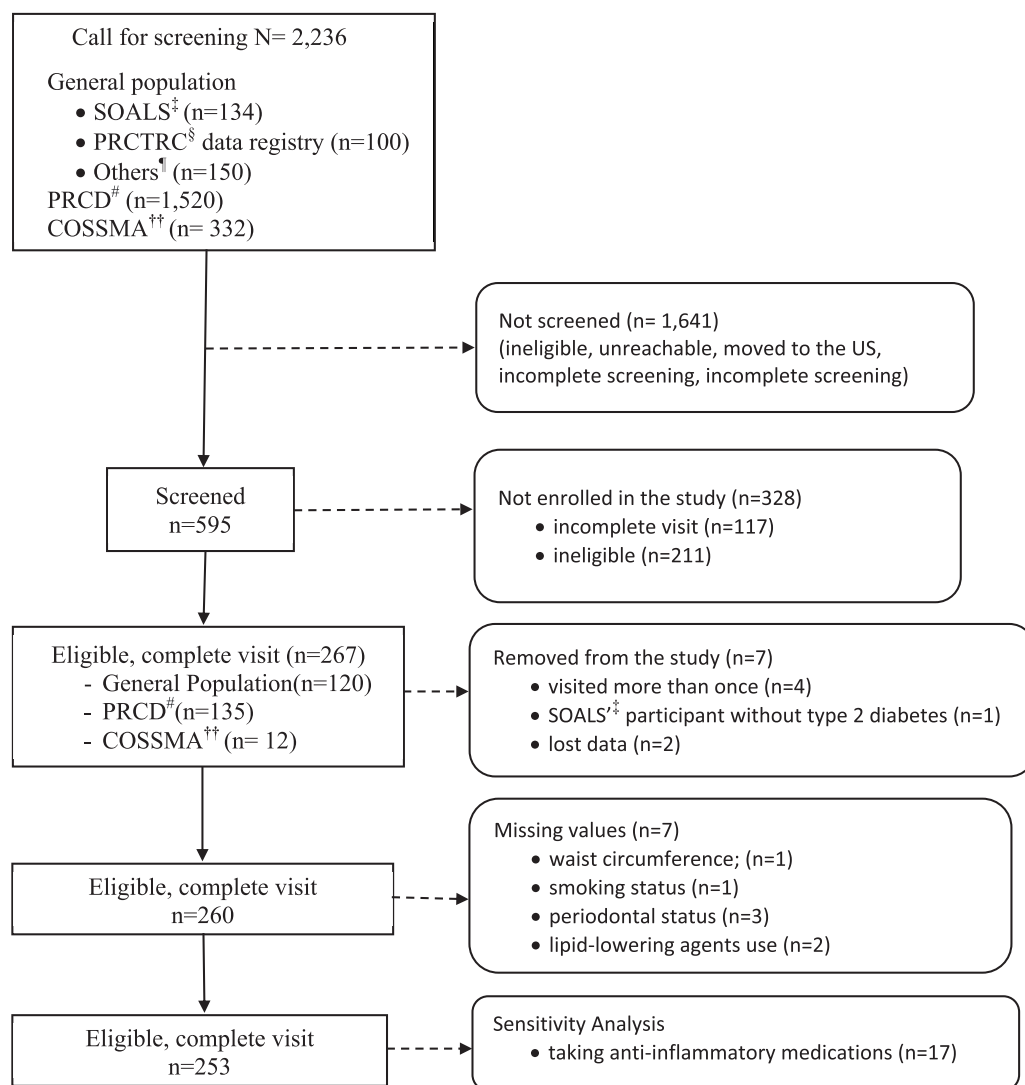 Call for screening N= 2,236
General population
• SOALS‡ (n=134)
• PRCTRC§ data registry (n=100)
• Others¶ (n=150)
PRCD# (n=1,520)
COSSMA†† (n= 332)
Not screened (n= 1,641)
(ineligible, unreachable, moved to the US,
incomplete screening, incomplete screening)
Screened
n=595
Not enrolled in the study (n=328)
• incomplete visit (n=117)
• ineligible (n=211)
Eligible, complete visit (n=267)
- General Population(n=120)
- PRCD# (n=135)
- COSSMA†† (n= 12)
Removed from the study (n=7)
• visited more than once (n=4)
• SOALS’‡ participant without type 2 diabetes (n=1)
• lost data (n=2)
Eligible, complete visit
n=260
Missing values (n=7)
• waist circumference; (n=1)
• smoking status (n=1)
• periodontal status (n=3)
• lipid-lowering agents use (n=2)
Eligible, complete visit
n=253
Sensitivity Analysis
• taking anti-inflammatory medications (n=17)